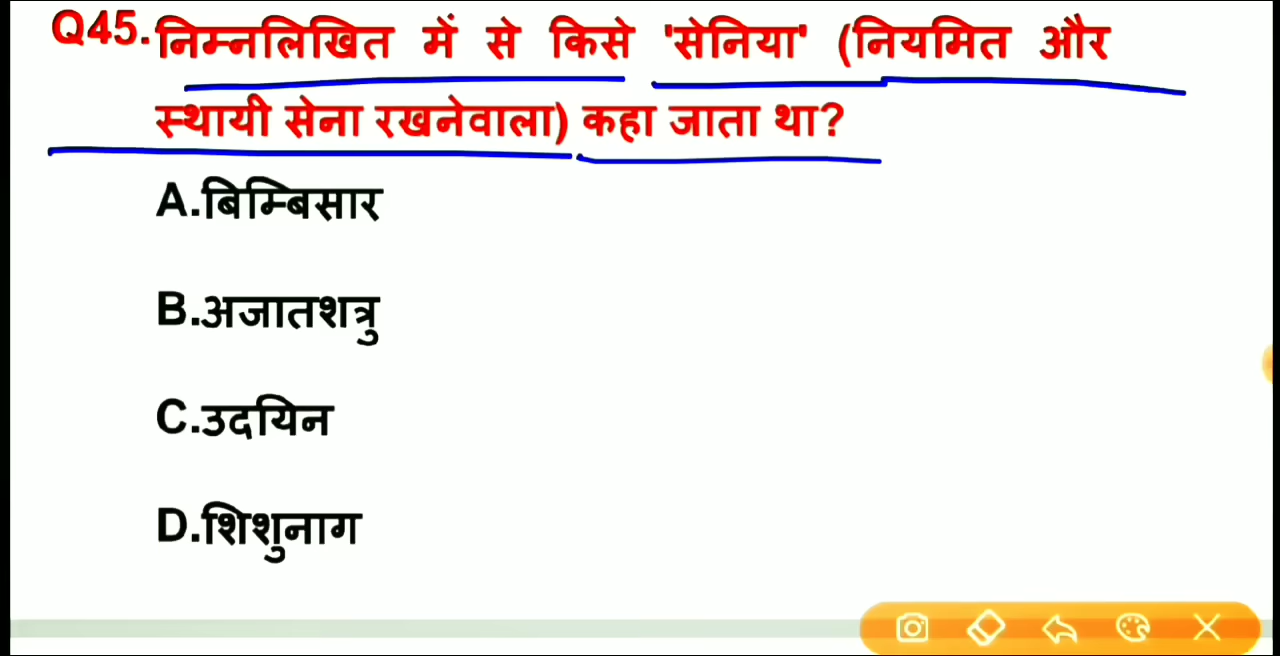 Q45. निम्नलिखित में से किसे 'सेनिया' (नियमित और
स्थायी सेना रखनेवाला) कहा जाता था?
A.बिम्बिसार
B.अजातशत्रु
C.उदयिन
D.शिशुनाग